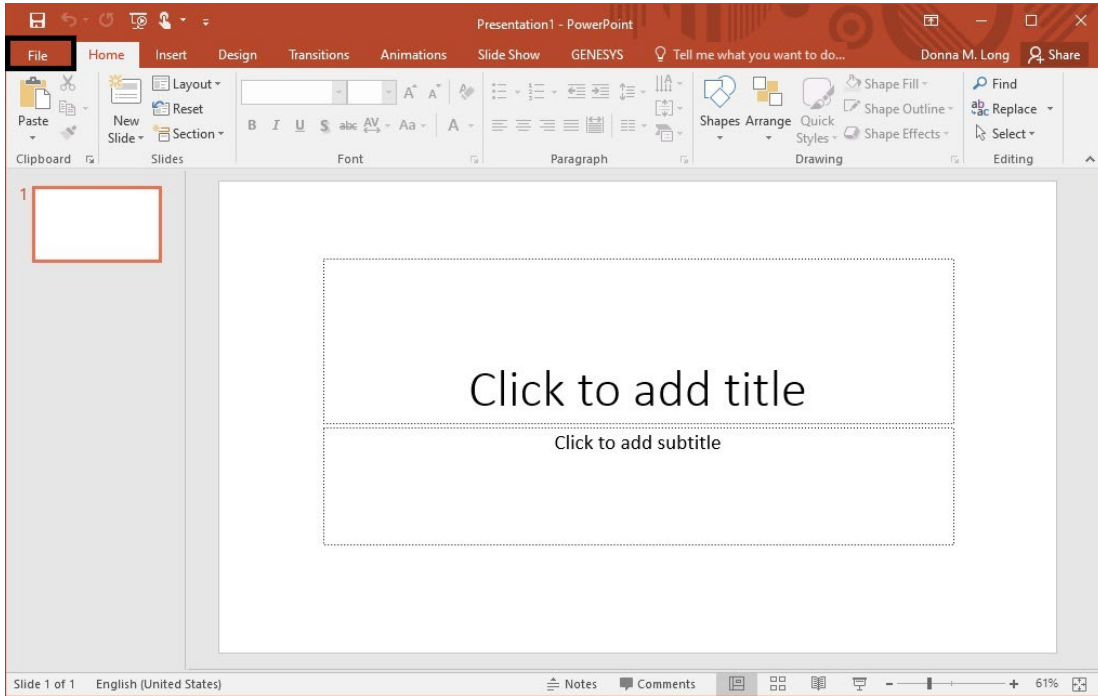 Presentation1 - PowerPoint
File Home Insert Design Transitions Animations Slide Show GENESYS Tell me what you want to do... Donna M. Long Share
Paste
New Slide
Layout
Reset
Section
B I U S abc AV Aa A
A A
Shapes
Arrange
Quick Styles
Shape Fill
Shape Outline
Shape Effects
Find
Replace
Select
Clipboard Slides Font Paragraph Drawing Editing
1
Click to add title
Click to add subtitle
Slide 1 of 1 English (United States) Notes Comments 61%